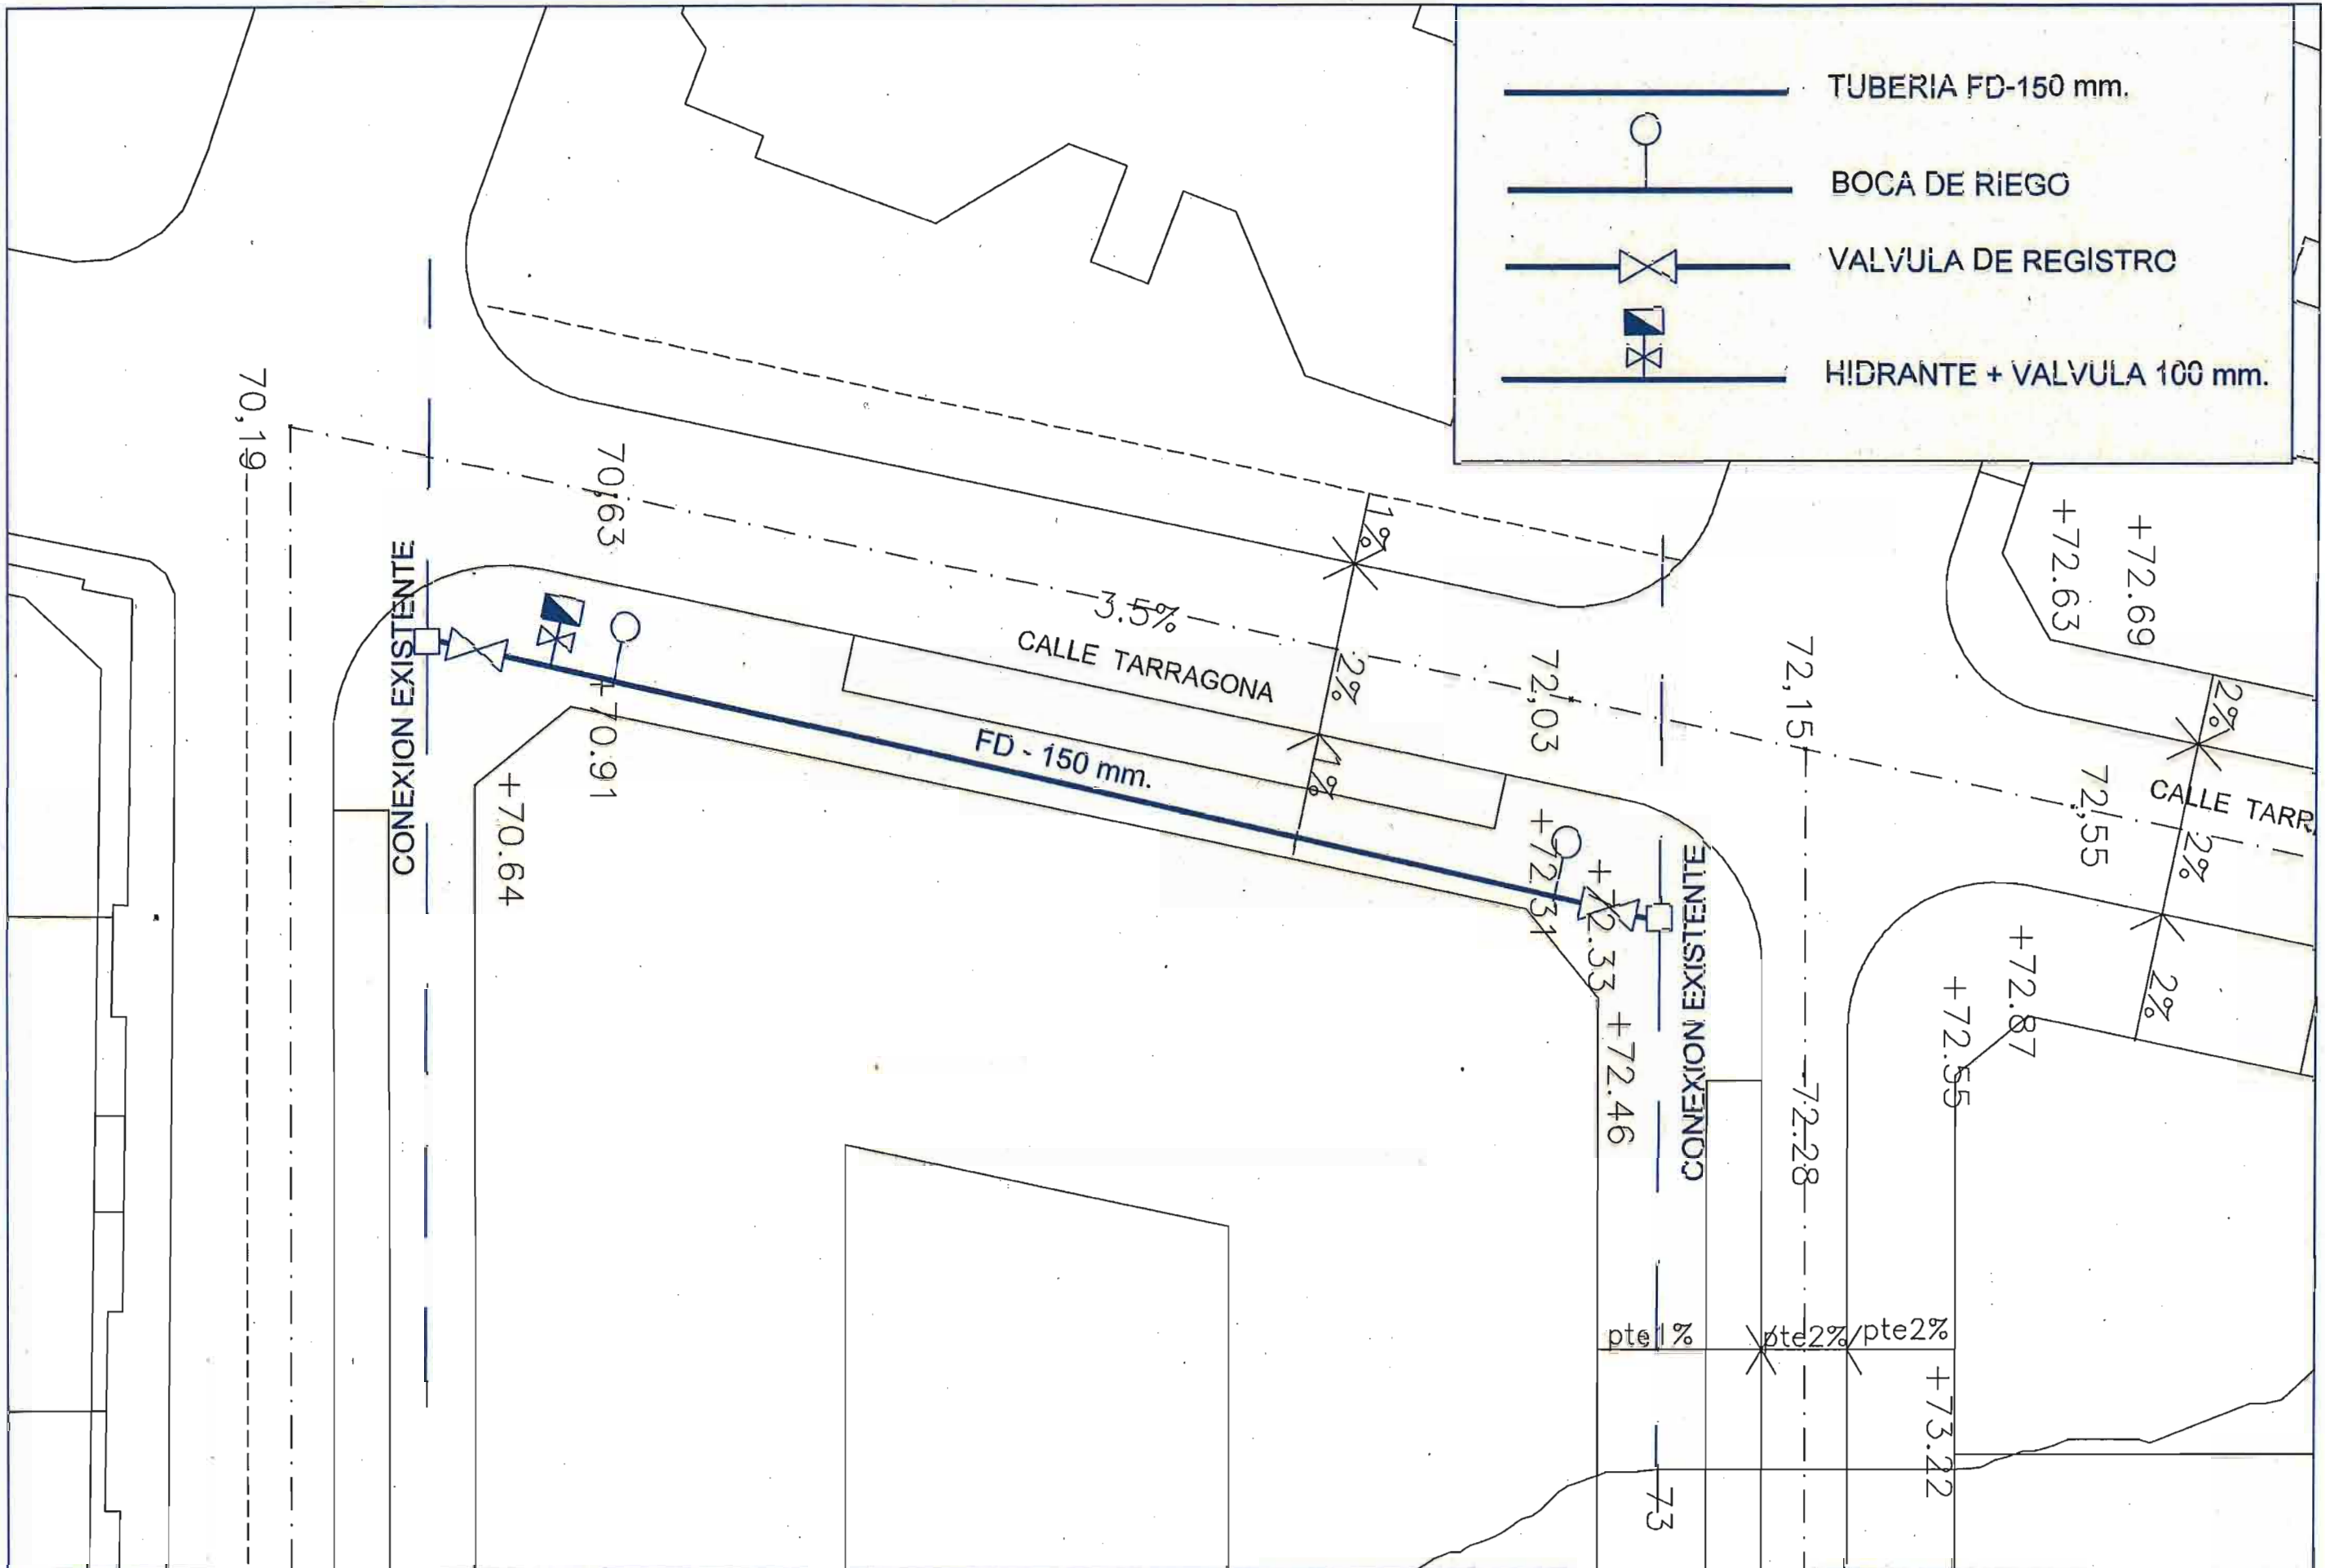 TUBERIA FD-150 mm.
BOCA DE RIEGO
VALVULA DE REGISTRO
HIDRANTE + VALVULA 100 mm.
70,19
70,63
1%
+72.63
+72.69
CONEXION EXISTENTE
3.5%
CALLE TARRAGONA
2%
72,03
72,15
2%
+70.91
FD - 150 mm.
1%
72,55
CALLE TARR
+70.64
+72.31
+72.33
CONEXION EXISTENTE
2%
+72.87
+72.55
2%
+72.46
72.28
pte1%
pte2%
pte2%
+73.22
73